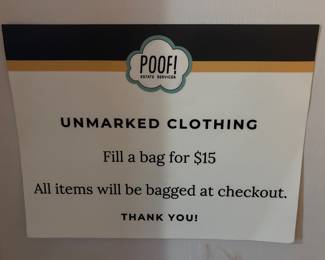 POOF!
ESTATE SERVICES
UNMARKED CLOTHING
Fill a bag for $15
All items will be bagged at checkout.
THANK YOU!